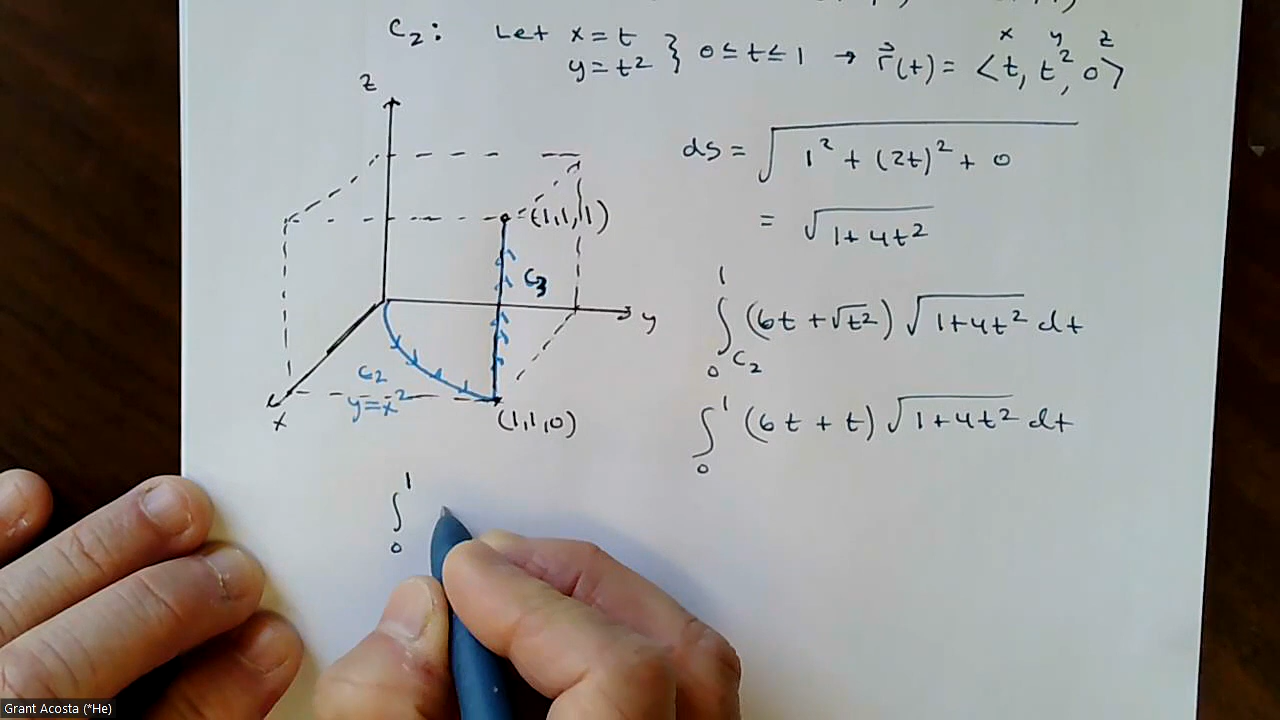 C₂: Let x = t
y = t² } 0 ≤ t ≤ 1 → r⃗(t) = ⟨t, t², 0⟩
x y z
z
ds = √(1² + (2t)² + 0)
= √(1+4t²)
(1,1,1)
C₃
y
∫₀¹ C₂ (6t + √t²) √(1+4t²) dt
C₂
y=x²
x
(1,1,0)
∫₀¹ (6t + t) √(1+4t²) dt
∫₀¹
Grant Acosta (*He)